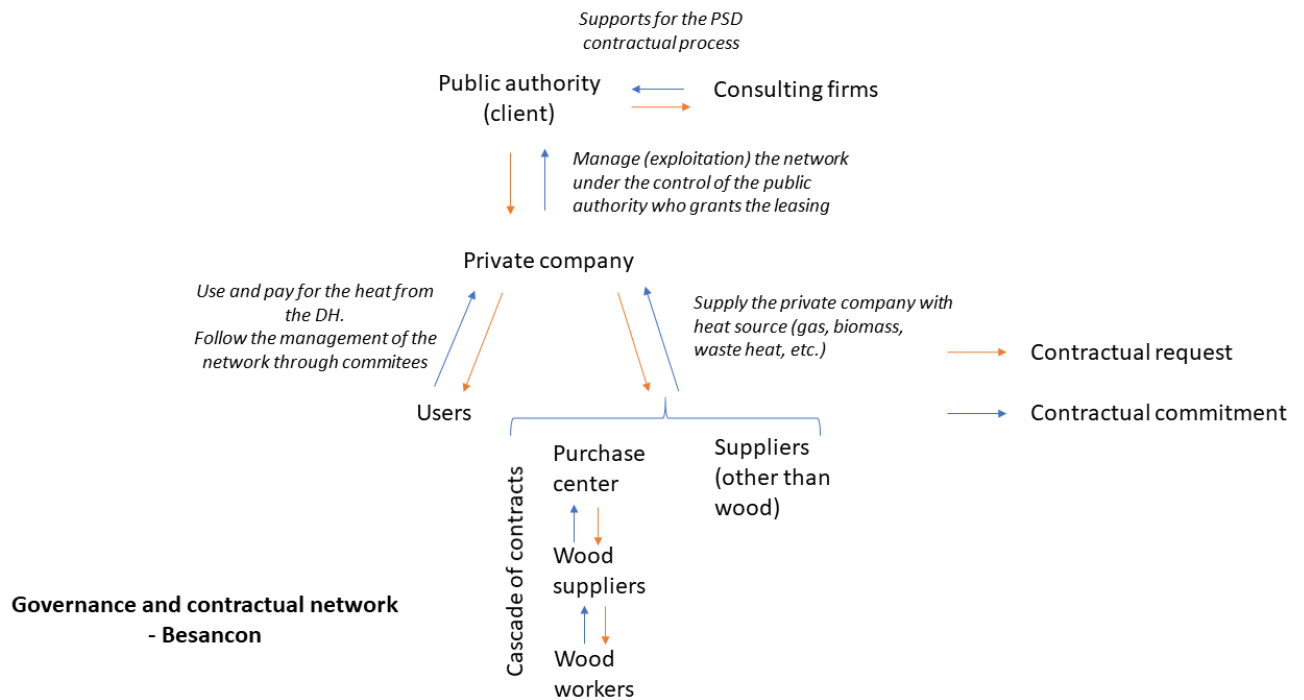 Supports for the PSD
contractual process
Public authority
(client)
Consulting firms
Manage (exploitation) the network
under the control of the public
authority who grants the leasing
Private company
Use and pay for the heat from
the DH.
Follow the management of the
network through commitees
Supply the private company with
heat source (gas, biomass,
waste heat, etc.)
Contractual request
Contractual commitment
Users
Cascade of contracts
Purchase
center
Suppliers
(other than
wood)
Wood
suppliers
Wood
workers
Governance and contractual network
- Besancon